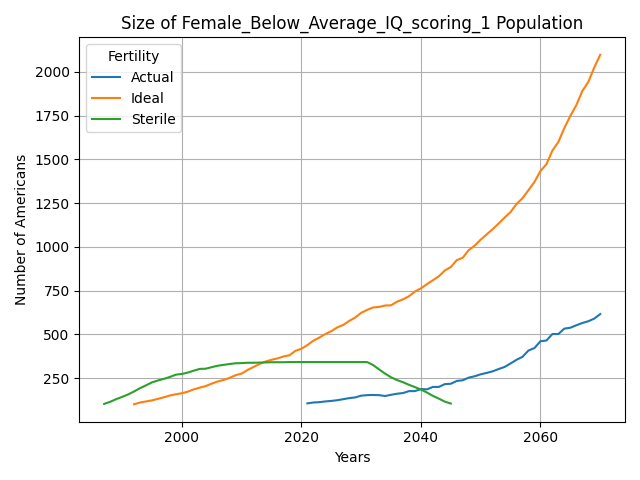 Size of Female_Below_Average_IQ_scoring_1 Population
Fertility
Actual
Ideal
Sterile
Number of Americans
2000
1750
1500
1250
1000
750
500
250
2000
2020
2040
2060
Years